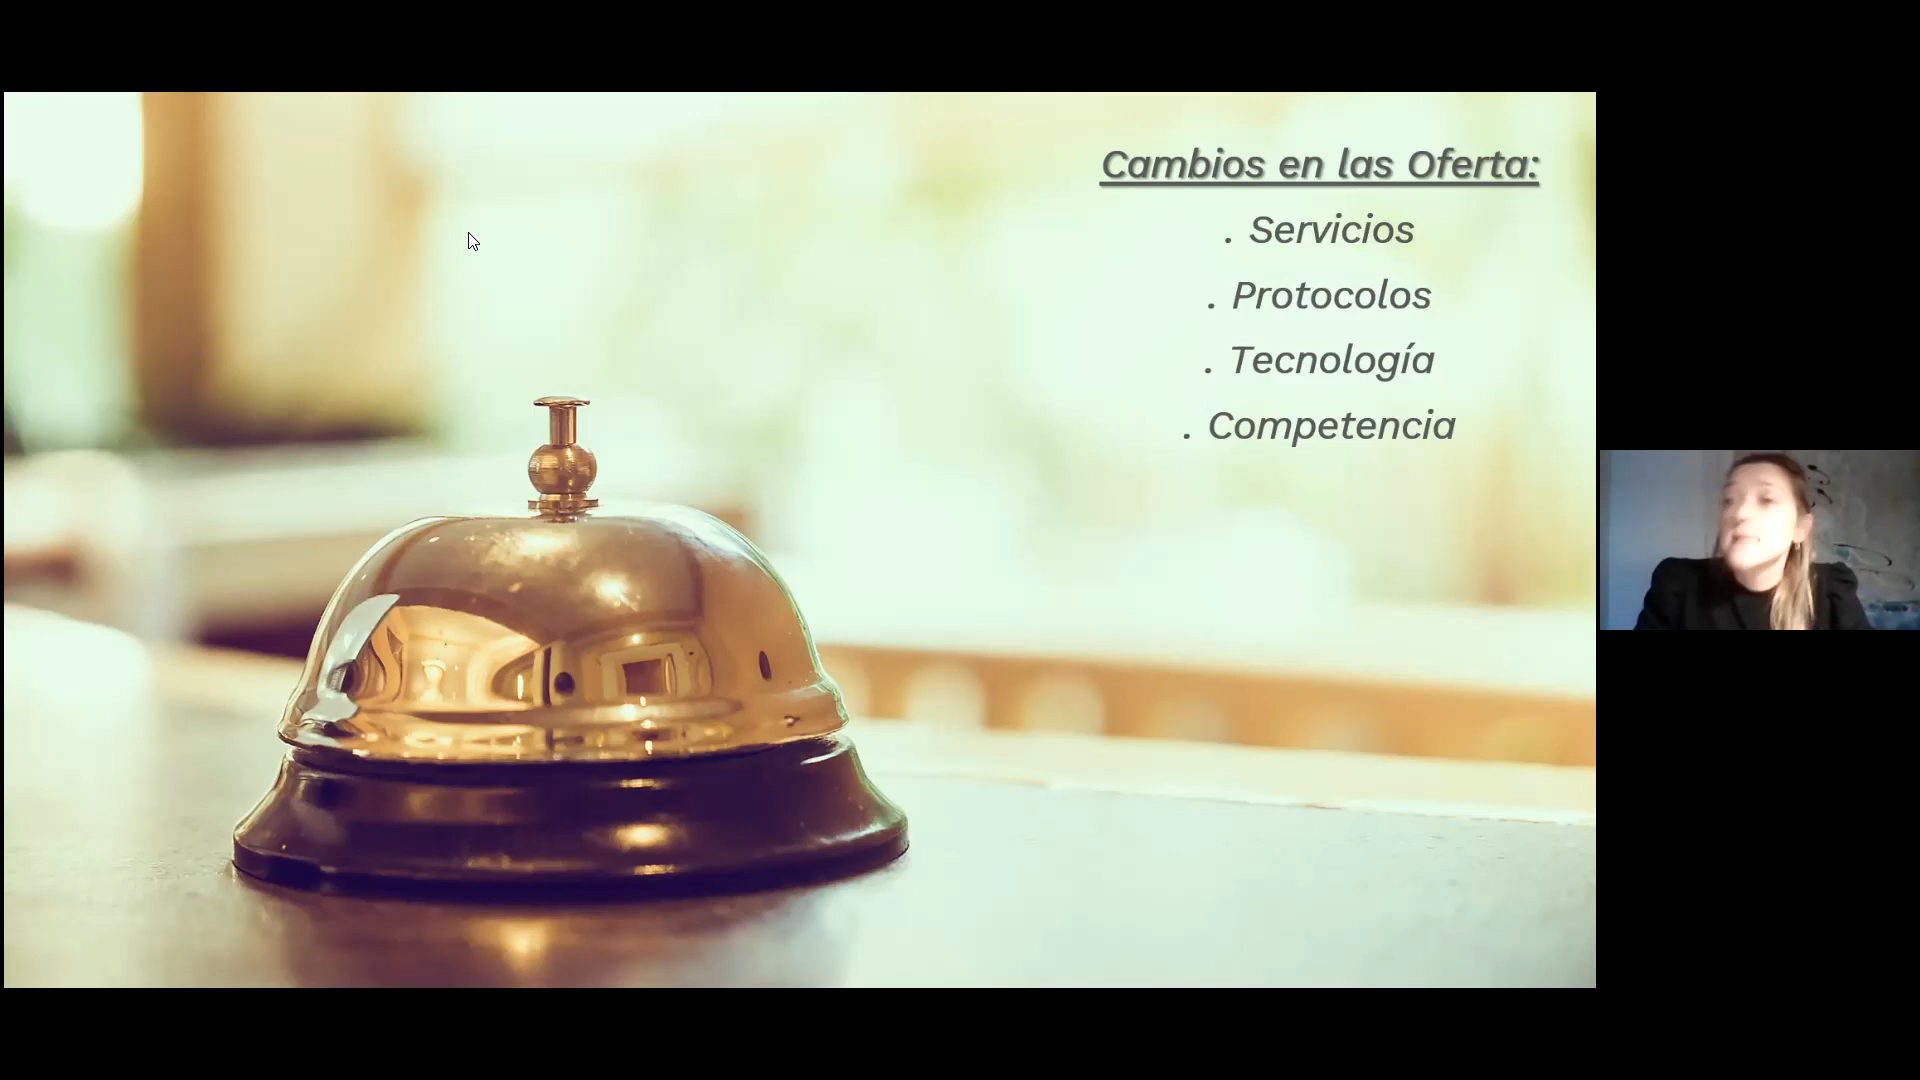 Cambios en las Oferta:
. Servicios
. Protocolos
. Tecnología
. Competencia